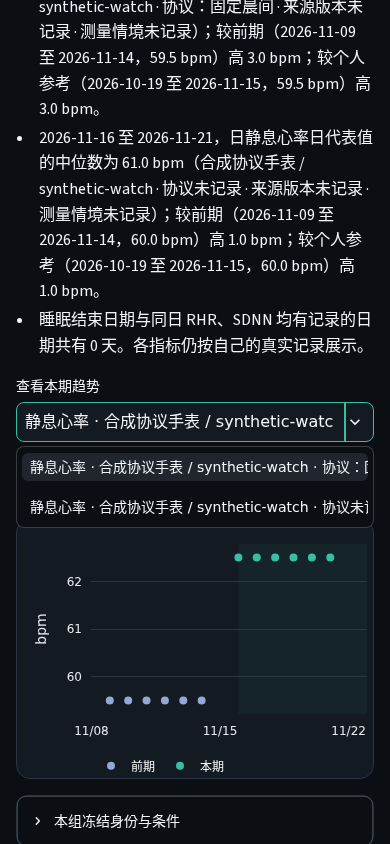 synthetic-watch · 协议：固定晨间 · 来源版本未
记录 · 测量情境未记录）；较前期（2026-11-09
至 2026-11-14，59.5 bpm）高 3.0 bpm；较个人
参考（2026-10-19 至 2026-11-15，59.5 bpm）高
3.0 bpm。
2026-11-16 至 2026-11-21，日静息心率日代表值
的中位数为 61.0 bpm（合成协议手表 /
synthetic-watch · 协议未记录 · 来源版本未记录 ·
测量情境未记录）；较前期（2026-11-09 至
2026-11-14，60.0 bpm）高 1.0 bpm；较个人参
考（2026-10-19 至 2026-11-15，60.0 bpm）高
1.0 bpm。
睡眠结束日期与同日 RHR、SDNN 均有记录的日
期共有 0 天。各指标仍按自己的真实记录展示。
查看本期趋势
静息心率 · 合成协议手表 / synthetic-watc
静息心率 · 合成协议手表 / synthetic-watch · 协议：
静息心率 · 合成协议手表 / synthetic-watch · 协议未
62
61
60
bpm
11/08
11/15
11/22
前期
本期
本组冻结身份与条件